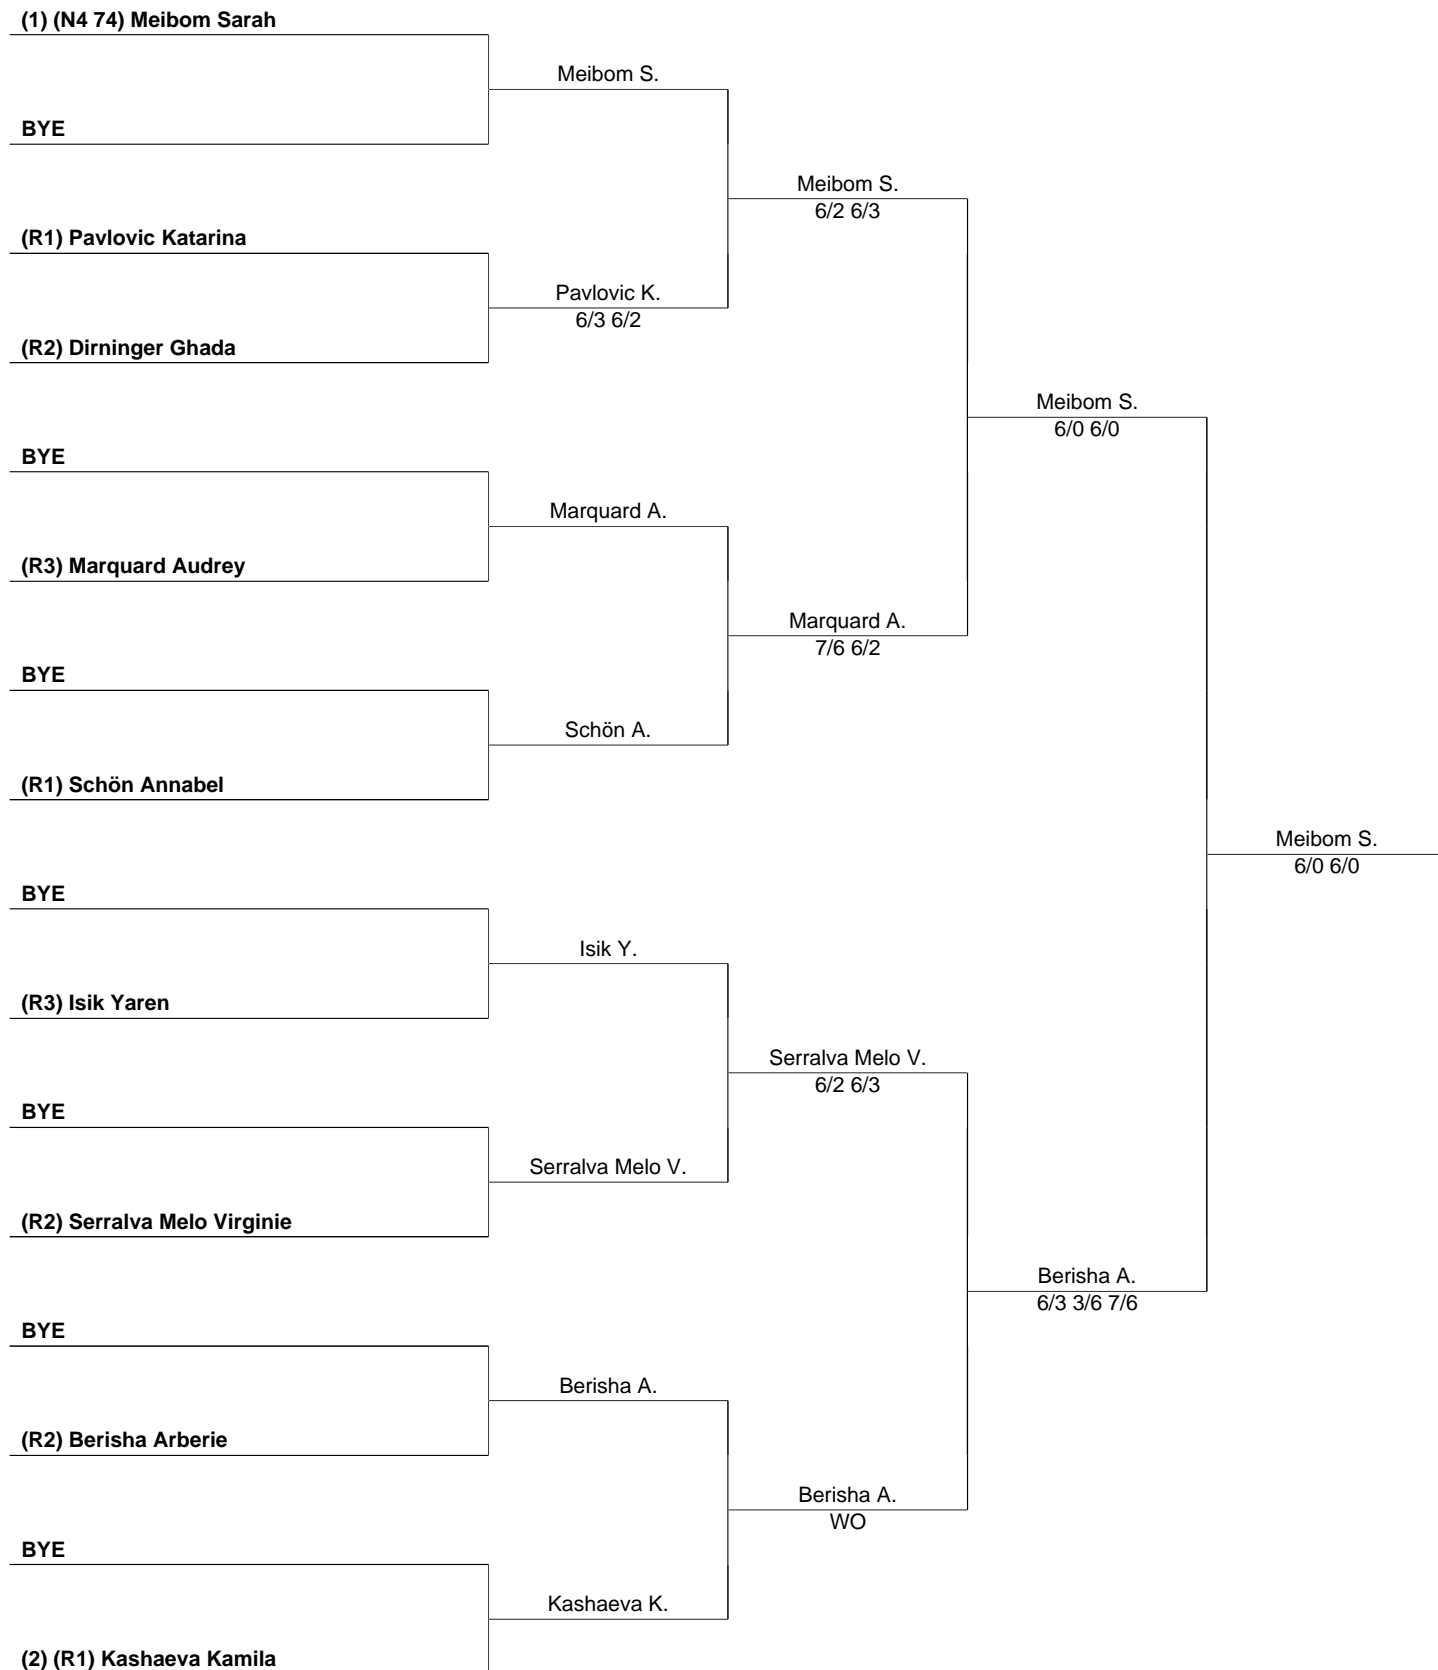 (1) (N4 74) Meibom Sarah
Meibom S.
BYE
Meibom S.
6/2 6/3
(R1) Pavlovic Katarina
Pavlovic K.
6/3 6/2
(R2) Dirninger Ghada
Meibom S.
6/0 6/0
BYE
Marquard A.
(R3) Marquard Audrey
Marquard A.
7/6 6/2
BYE
Schön A.
(R1) Schön Annabel
Meibom S.
6/0 6/0
BYE
Isik Y.
(R3) Isik Yaren
Serralva Melo V.
6/2 6/3
BYE
Serralva Melo V.
(R2) Serralva Melo Virginie
Berisha A.
6/3 3/6 7/6
BYE
Berisha A.
(R2) Berisha Arberie
Berisha A.
WO
BYE
Kashaeva K.
(2) (R1) Kashaeva Kamila